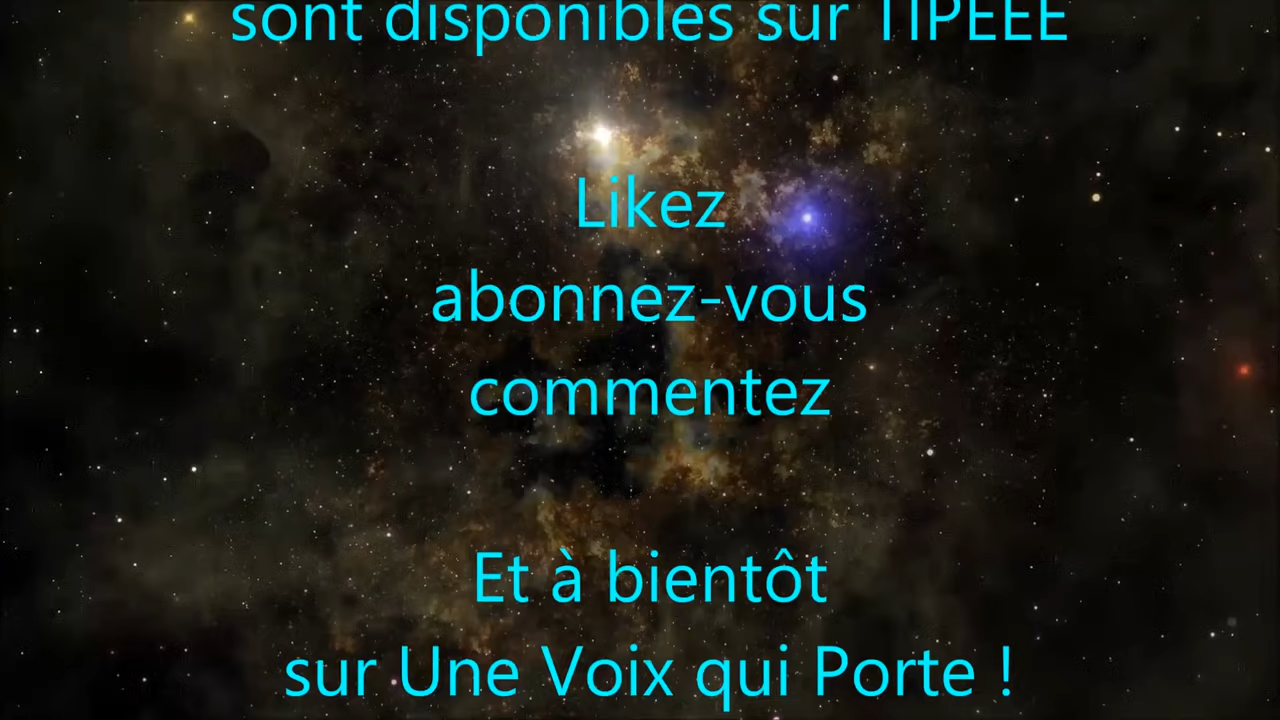 sont disponibles sur TIPEEE
Likez
abonnez-vous
commentez
Et à bientôt
sur Une Voix qui Porte !